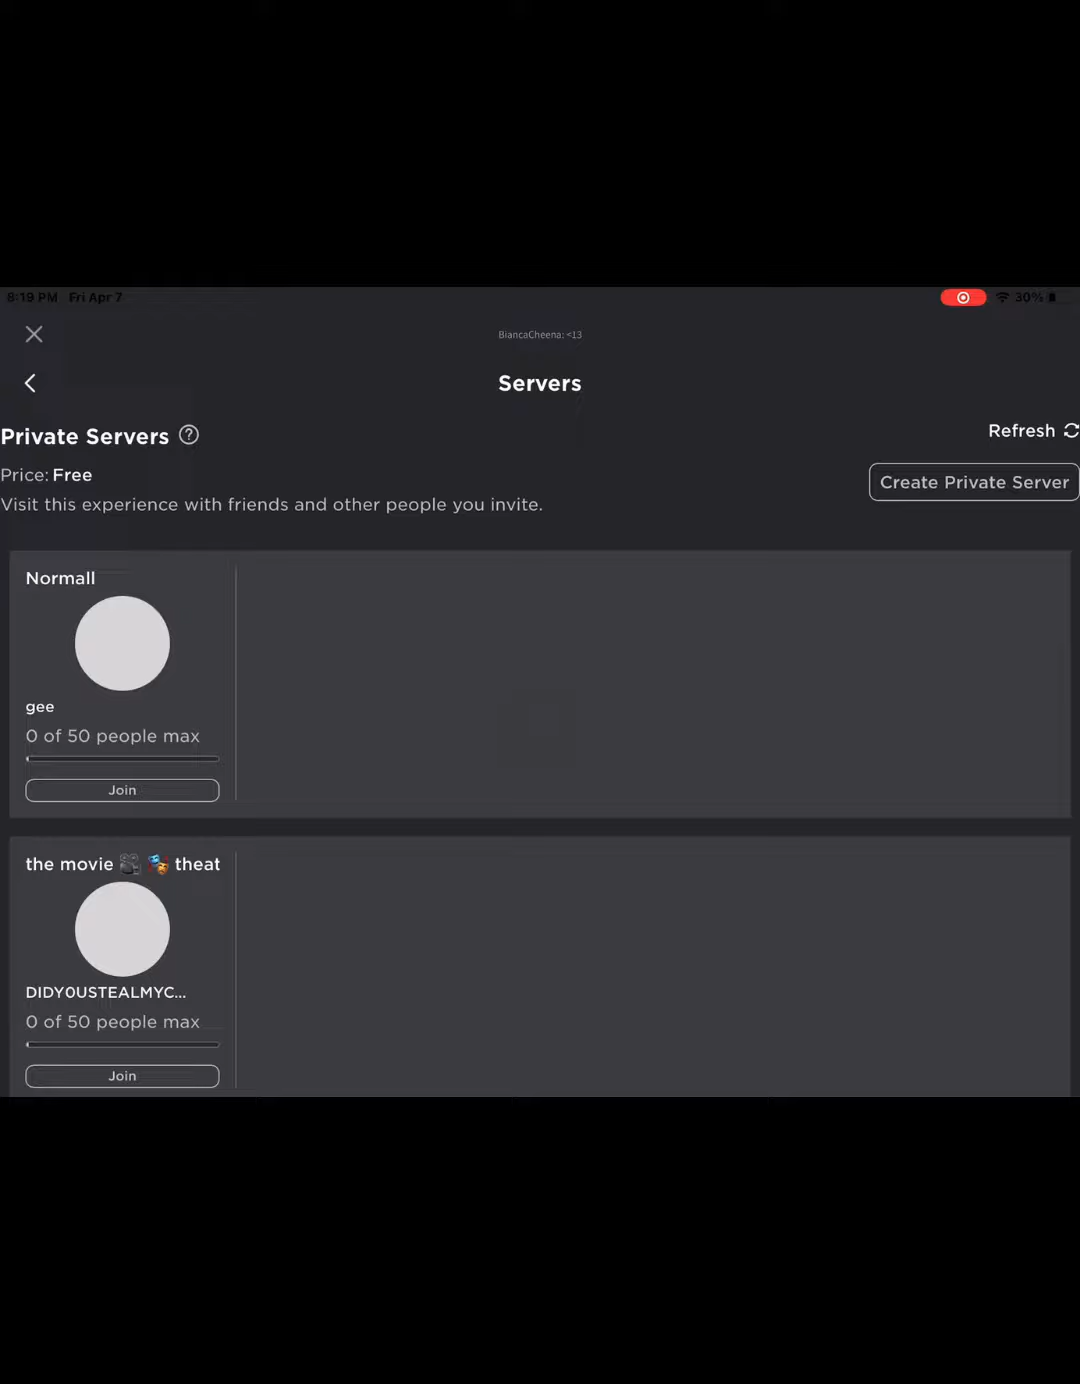 8:19 PM Fri Apr 7
30%
BiancaCheena: <13
Servers
Private Servers
Refresh
Price: Free
Create Private Server
Visit this experience with friends and other people you invite.
Normall
gee
0 of 50 people max
Join
the movie 🎥 🎭 theat
DIDY0USTEALMYC...
0 of 50 people max
Join